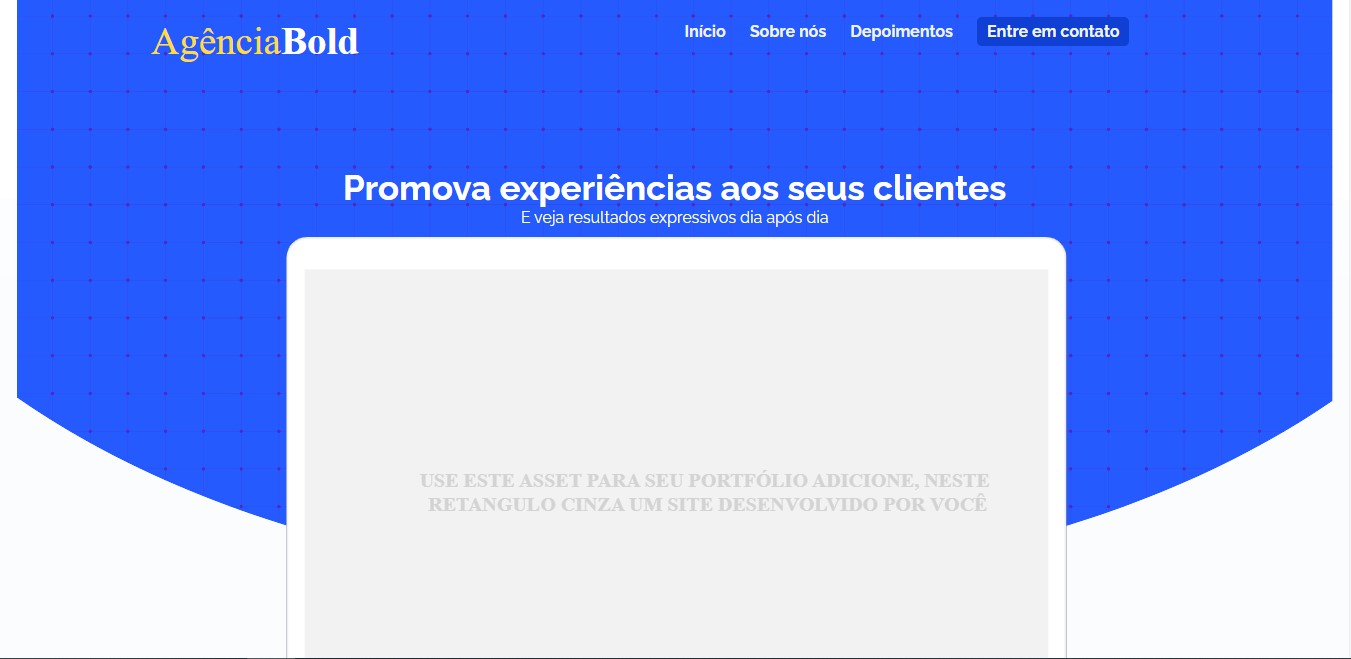 AgênciaBold
Início Sobre nós Depoimentos Entre em contato
Promova experiências aos seus clientes
E veja resultados expressivos dia após dia
USE ESTE ASSET PARA SEU PORTFÓLIO ADICIONE, NESTE
RETANGULO CINZA UM SITE DESENVOLVIDO POR VOCÊ